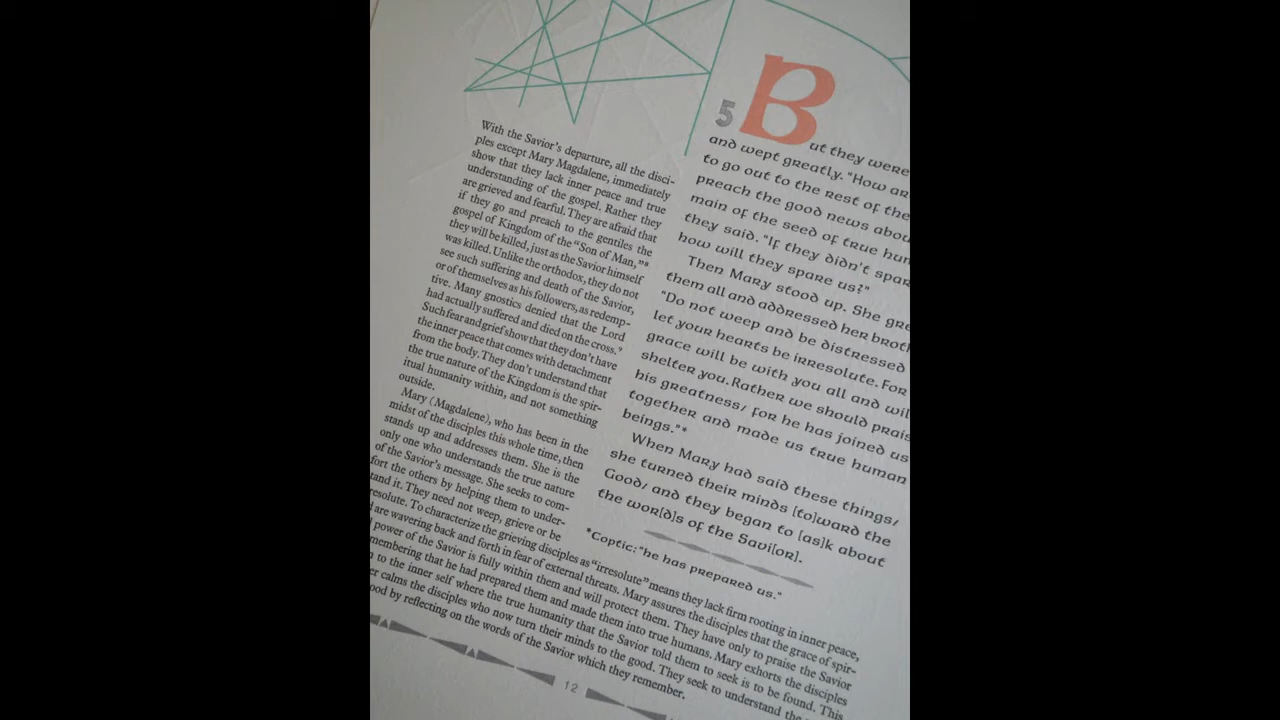 With the Savior's departure, all the disci-
ples except Mary Magdalene, immediately
show that they lack inner peace and true
understanding of the gospel. Rather they
are grieved and fearful. They are afraid that
if they go and preach to the gentiles the
gospel of Kingdom of the "Son of Man,"*
they will be killed, just as the Savior himself
was killed. Unlike the orthodox, they do not
see such suffering and death of the Savior,
or of themselves as his followers, as redemp-
tive. Many gnostics denied that the Lord
had actually suffered and died on the cross.
Such fear and grief show that they don't have
the inner peace that comes with detachment
from the body. They don't understand that
the true nature of the Kingdom is the spir-
itual humanity within, and not something
outside.
Mary (Magdalene), who has been in the
midst of the disciples this whole time, then
stands up and addresses them. She is the
only one who understands the true nature
of the Savior's message. She seeks to com-
fort the others by helping them to under-
tand it. They need not weep, grieve or be
resolute. To characterize the grieving disciples as "irresolute" means they lack firm rooting in inner peace,
are wavering back and forth in fear of external threats. Mary assures the disciples that the grace of spir-
power of the Savior is fully within them and will protect them. They have only to praise the Savior
membering that he had prepared them and made them into true humans. Mary exhorts the disciples
to the inner self where the true humanity that the Savior told them to seek is to be found. This
er calms the disciples who now turn their minds to the good. They seek to understand the
ood by reflecting on the words of the Savior which they remember.
12
5 But they were
and wept greatly. "How ar
to go out to the rest of the
preach the good news abou
main of the seed of true hum
they said. "If they didn't spar
how will they spare us?"
Then Mary stood up. She gre
them all and addressed her broth
"Do not weep and be distressed
let your hearts be irresolute. For
grace will be with you all and wil
shelter you. Rather we should prais
his greatness/ for he has joined us
together and made us true human
beings."*
When Mary had said these things/
she turned their minds [to]ward the
Good/ and they began to [as]k about
the wor[d]s of the Savi[or].
*Coptic: "he has prepared us."